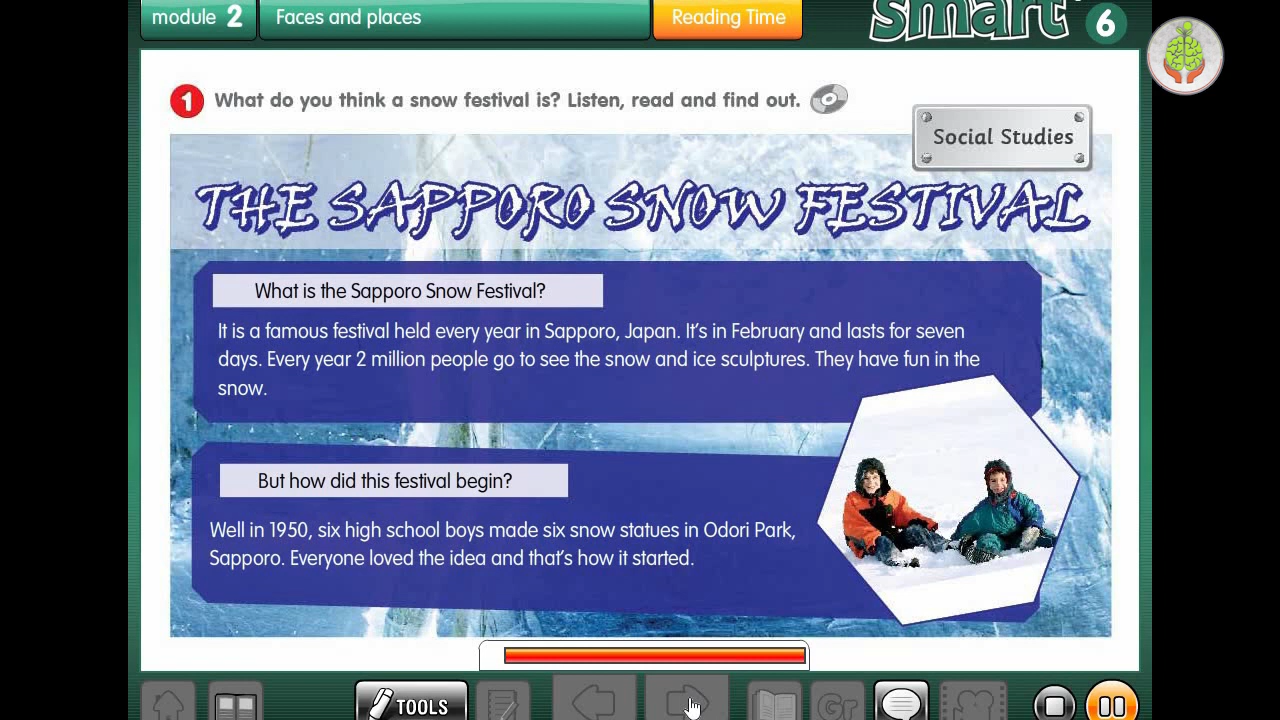 module 2
Faces and places
Reading Time
smart 6
1 What do you think a snow festival is? Listen, read and find out.
Social Studies
THE SAPPORO SNOW FESTIVAL
What is the Sapporo Snow Festival?
It is a famous festival held every year in Sapporo, Japan. It's in February and lasts for seven
days. Every year 2 million people go to see the snow and ice sculptures. They have fun in the
snow.
But how did this festival begin?
Well in 1950, six high school boys made six snow statues in Odori Park,
Sapporo. Everyone loved the idea and that's how it started.
TOOLS
Gr